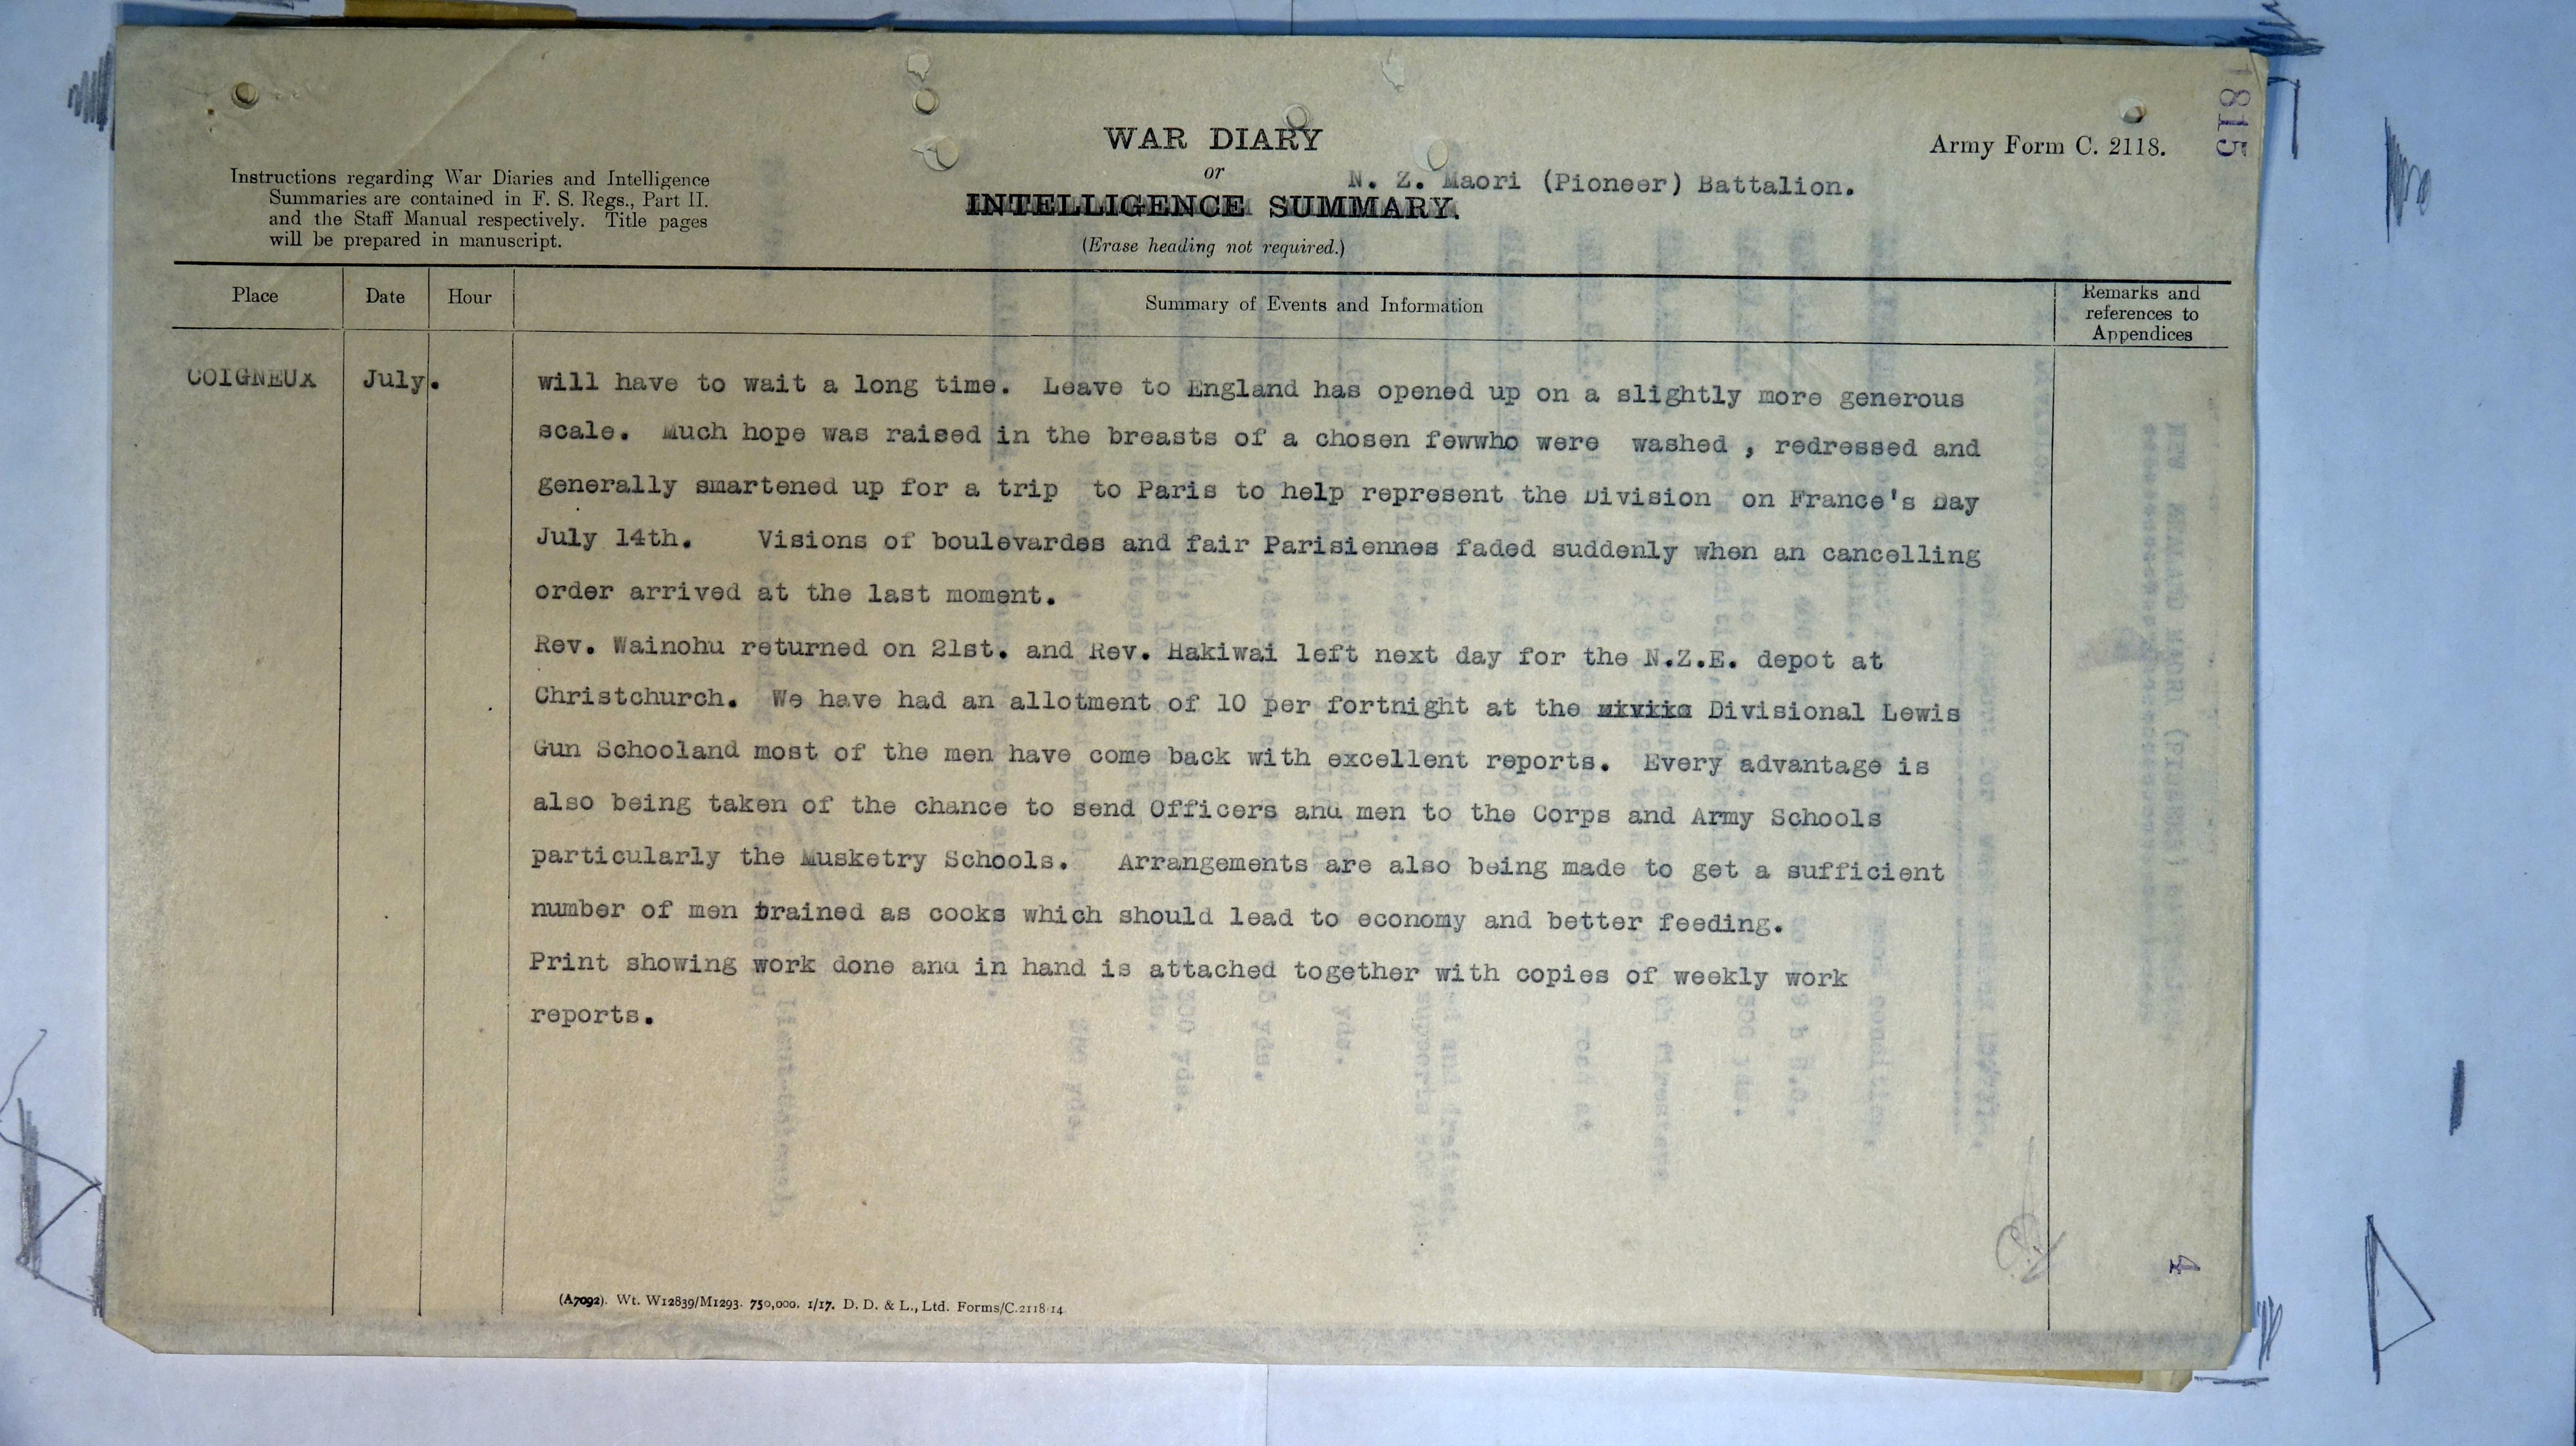 1815
WAR DIARY
Army Form C. 2118.
Instructions regarding War Diaries and Intelligence
Summaries are contained in F. S. Regs., Part II.
and the Staff Manual respectively. Title pages
will be prepared in manuscript.
or
N. Z. Maori (Pioneer) Battalion.
INTELLIGENCE SUMMARY.
(Erase heading not required.)
Place
Date
Hour
Summary of Events and Information
Remarks and
references to
Appendices
COIGNEUX
July.
will have to wait a long time. Leave to England has opened up on a slightly more generous
scale. Much hope was raised in the breasts of a chosen fewwho were washed , redressed and
generally smartened up for a trip to Paris to help represent the Division on France's Day
July 14th. Visions of boulevardes and fair Parisiennes faded suddenly when an cancelling
order arrived at the last moment.
Rev. Wainohu returned on 21st. and Rev. Hakiwai left next day for the N.Z.E. depot at
Christchurch. We have had an allotment of 10 per fortnight at the Divisional Lewis
Gun Schooland most of the men have come back with excellent reports. Every advantage is
also being taken of the chance to send Officers and men to the Corps and Army Schools
particularly the Musketry Schools. Arrangements are also being made to get a sufficient
number of men trained as cooks which should lead to economy and better feeding.
Print showing work done and in hand is attached together with copies of weekly work
reports.
4
(A7092). Wt. W12839/M1293. 750,000. 1/17. D. D. & L., Ltd. Forms/C.2118/14